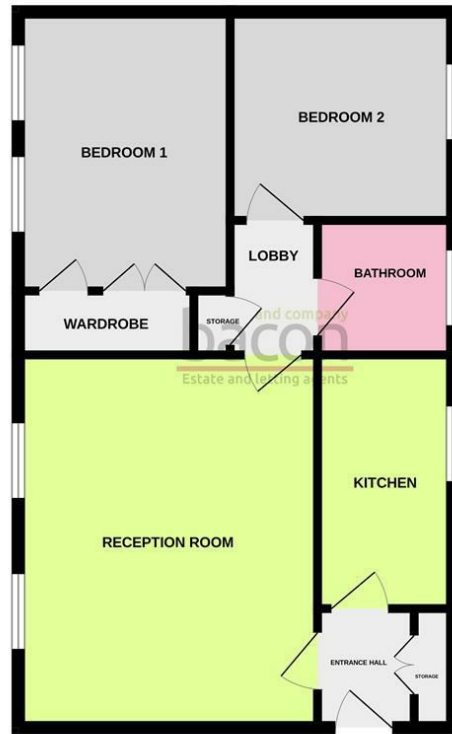 BEDROOM 1
BEDROOM 2
LOBBY
BATHROOM
WARDROBE
STORAGE
and company
bacon
Estate and letting agents
KITCHEN
RECEPTION ROOM
ENTRANCE HALL
STORAGE